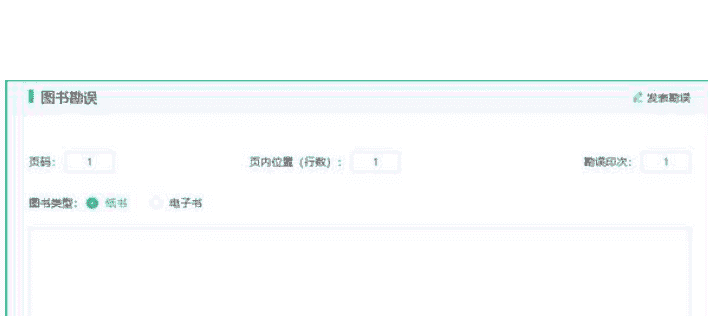 图书勘误 发表勘误
页码： 1 页内位置（行数）： 1 勘误印次： 1
图书类型： 纸书 电子书